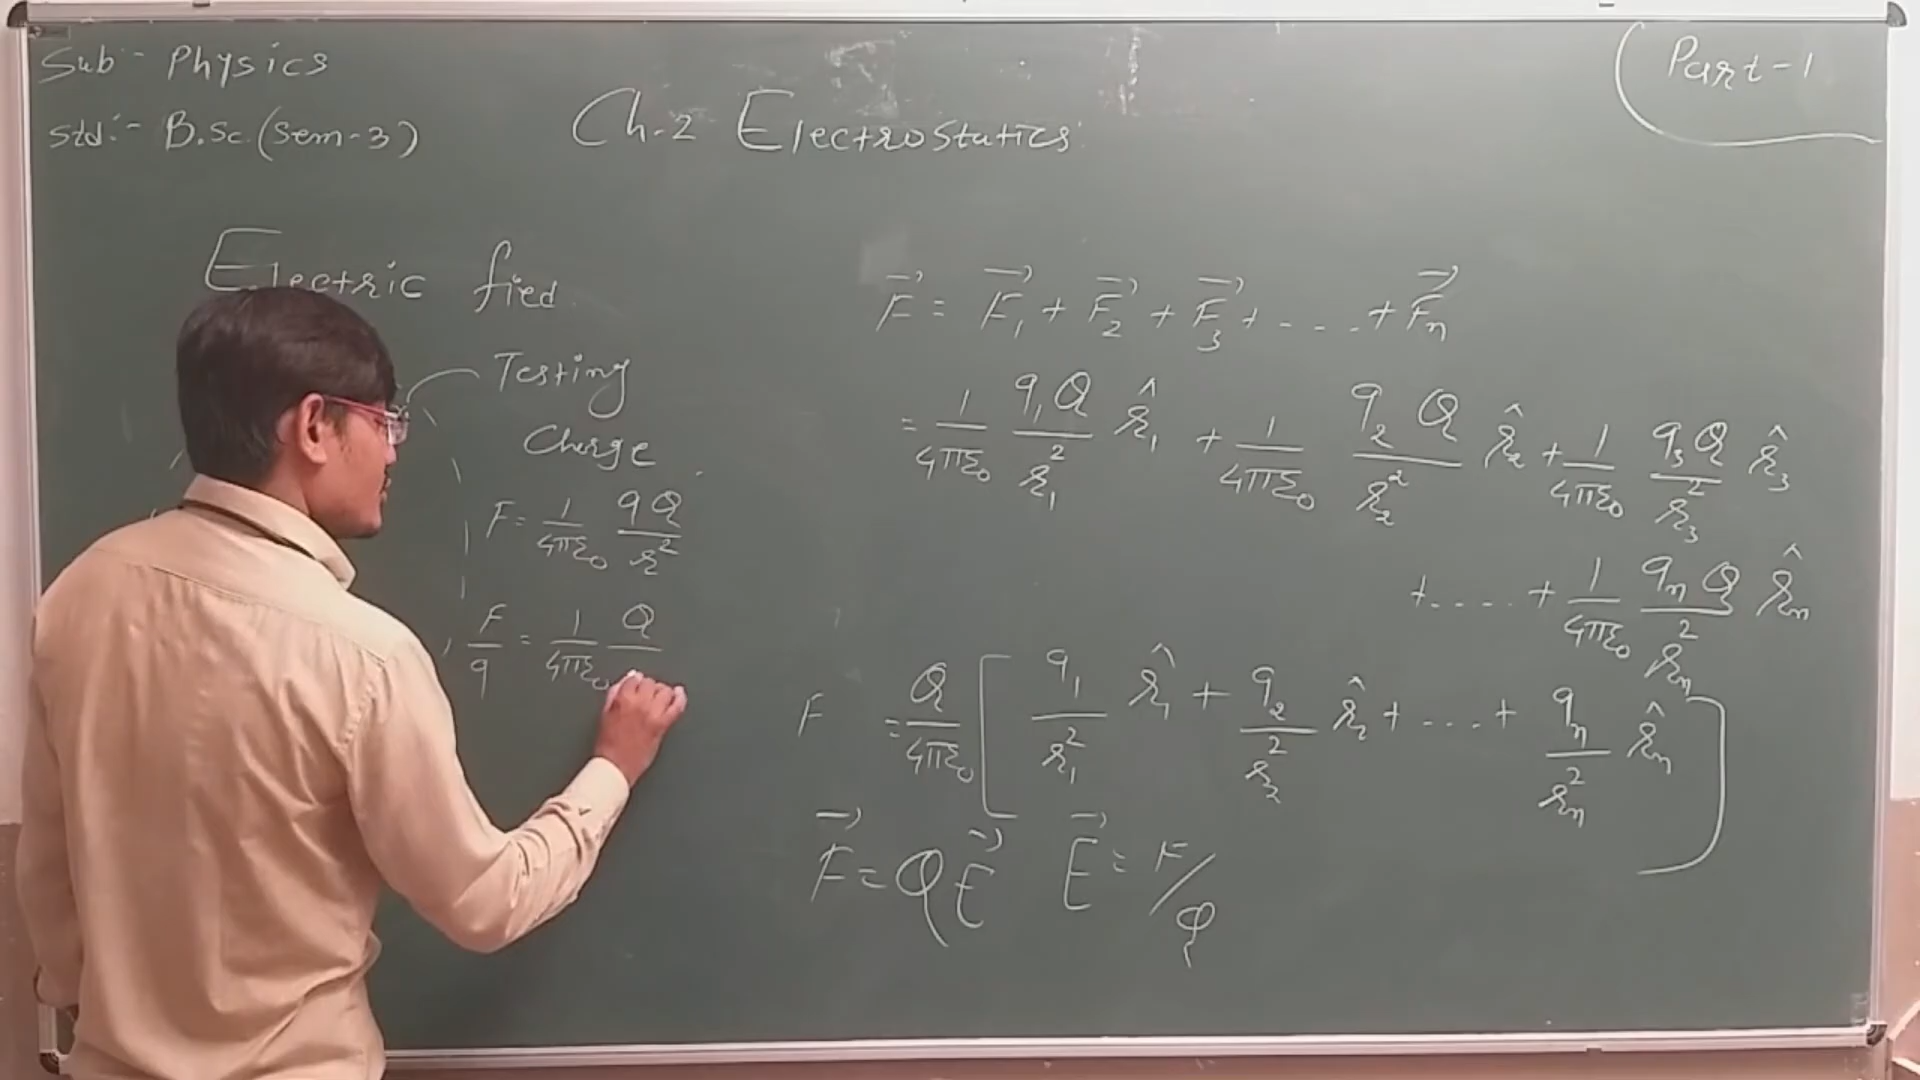 Sub:- Physics
Part-1
Std:- B.Sc. (Sem-3)
Ch.2 Electrostatics
Electric fied
Testing
Charge
F = 1/4πε₀ qQ/r²
F/q = 1/4πε₀ Q
F⃗ = F⃗₁ + F⃗₂ + F⃗₃ + .... + F⃗ₙ
= 1/4πε₀ q₁Q/r₁² r̂₁ + 1/4πε₀ q₂Q/r₂² r̂₂ + 1/4πε₀ q₃Q/r₃² r̂₃
+ .... + 1/4πε₀ qₙQ/rₙ² r̂ₙ
F = Q/4πε₀ [ q₁/r₁² r̂₁ + q₂/r₂² r̂₂ + ... + qₙ/rₙ² r̂ₙ ]
F⃗ = QE⃗ E⃗ = F/Q